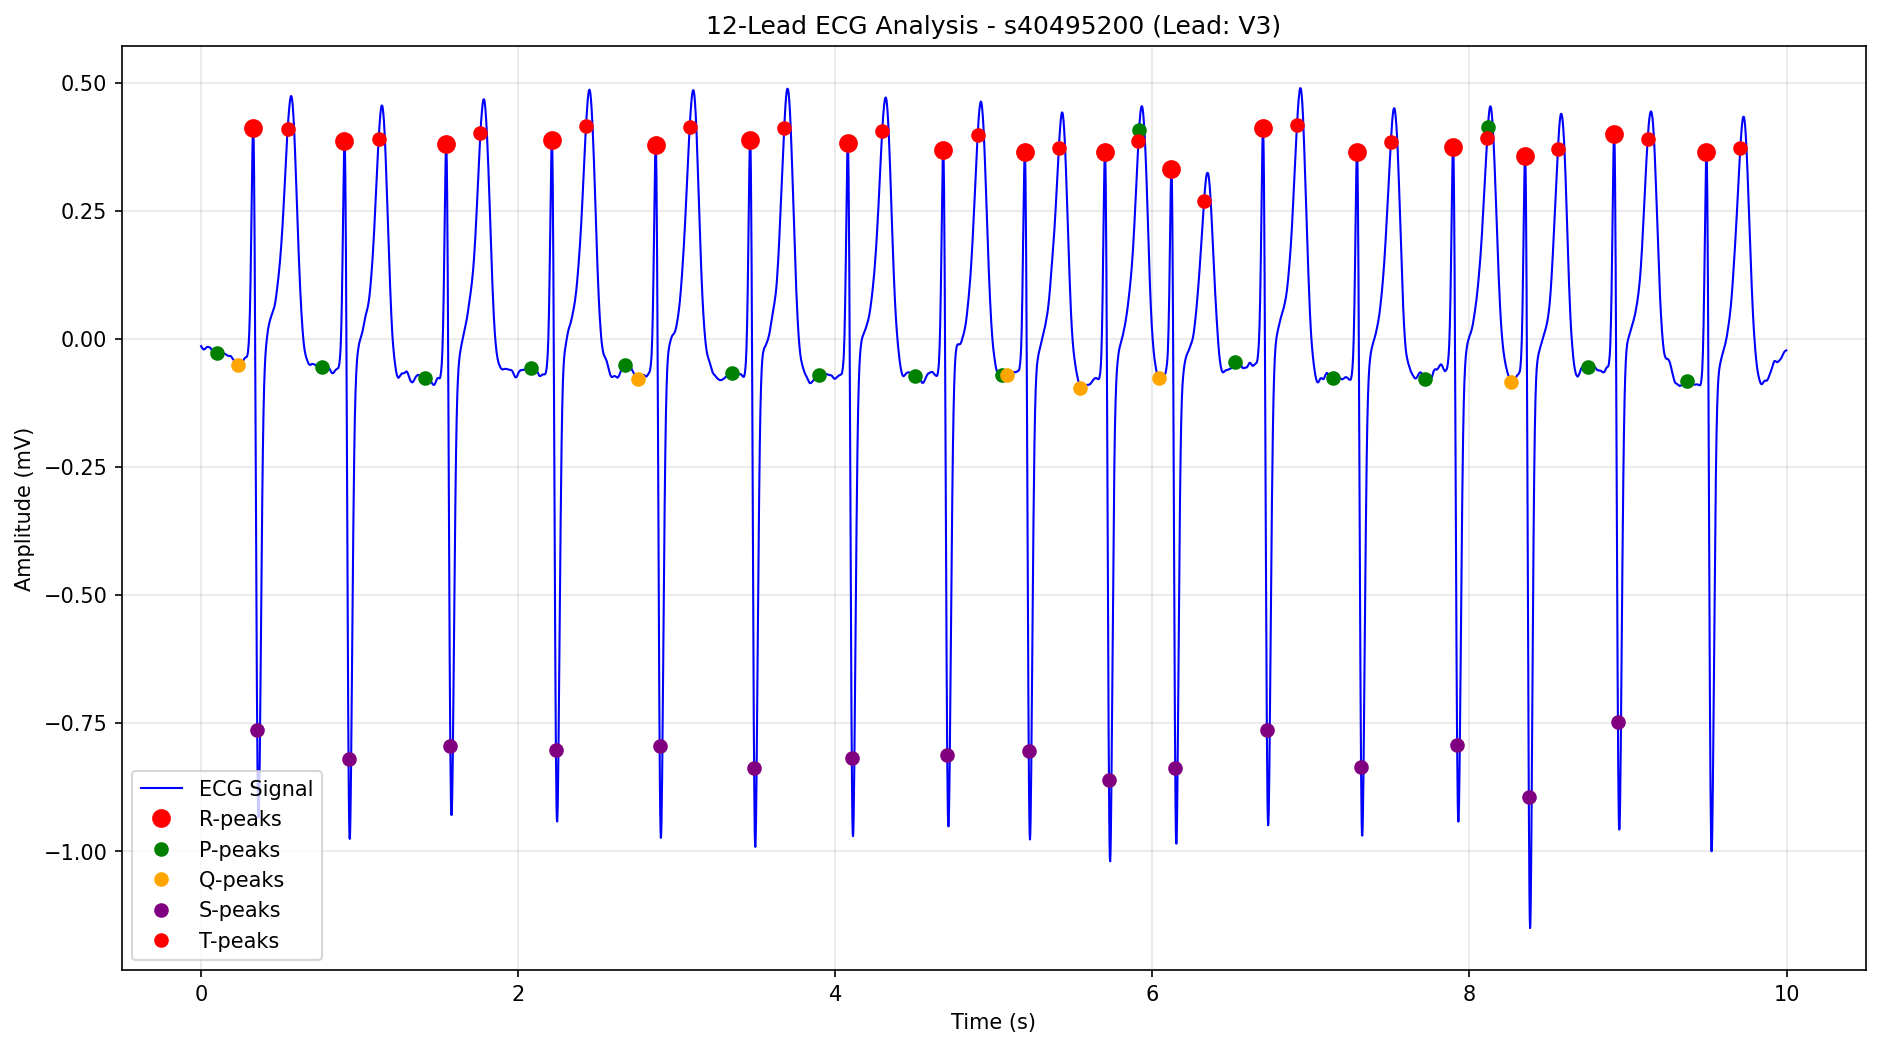 12-Lead ECG Analysis - s40495200 (Lead: V3)
0.50
0.25
0.00
−0.25
−0.50
−0.75
−1.00
Amplitude (mV)
ECG Signal
R-peaks
P-peaks
Q-peaks
S-peaks
T-peaks
0 2 4 6 8 10
Time (s)